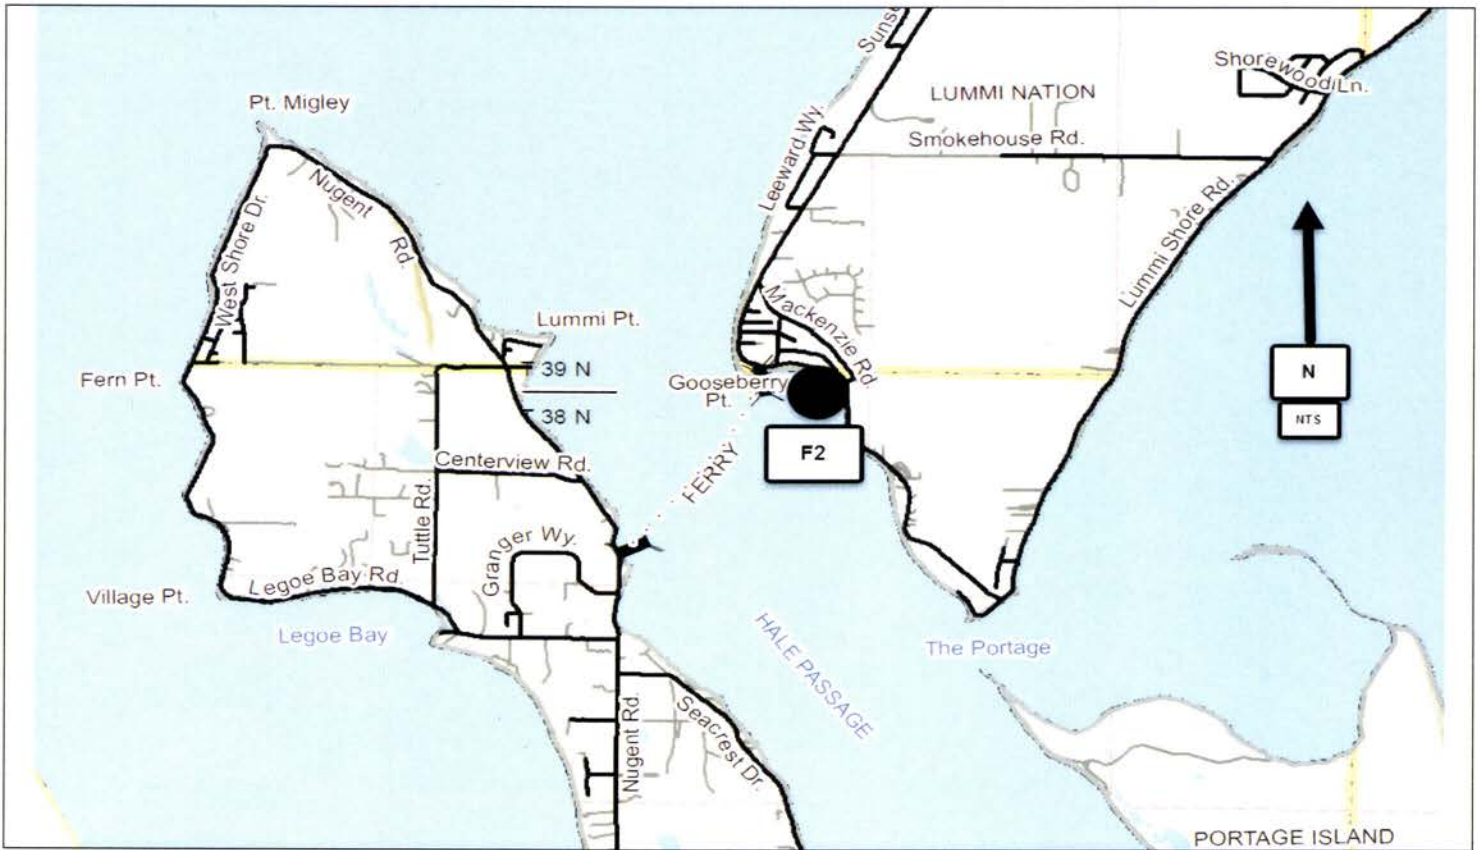 Sunse
Shorewood Ln.
LUMMI NATION
Pt. Migley
Smokehouse Rd.
Leeward Wy.
Nugent
Rd.
West Shore Dr.
Lummi Shore Rd.
Mackenzie Rd
Lummi Pt.
39 N
Fern Pt.
Gooseberry
Pt.
38 N
N
NTS
F2
FERRY
Centerview Rd.
Tuttle Rd.
Granger Wy.
Legoe Bay Rd.
Village Pt.
Legoe Bay
HALE PASSAGE
The Portage
Nugent Rd.
Seacrest Dr.
PORTAGE ISLAND